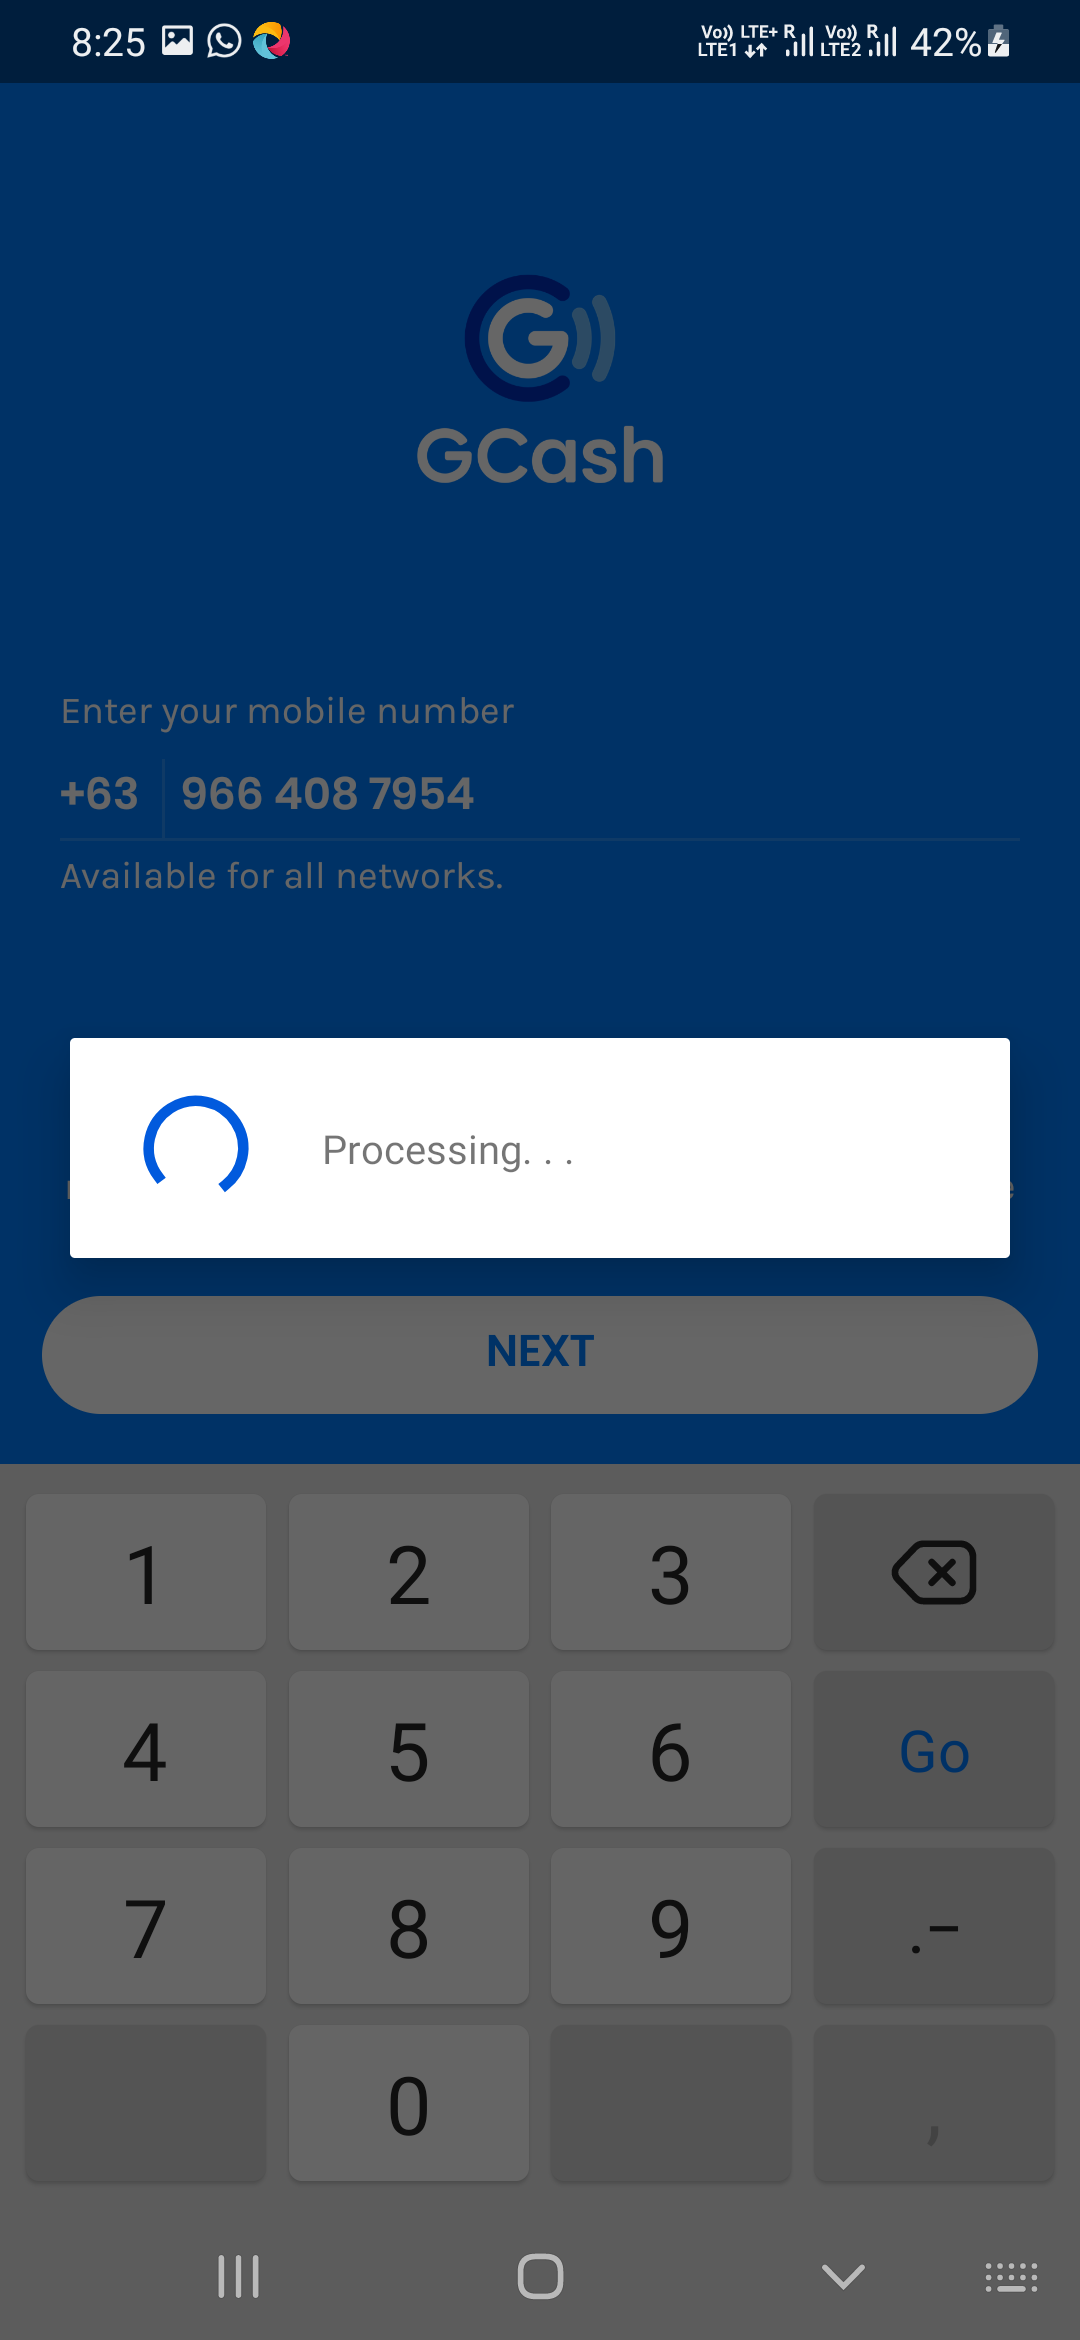 8:25
Vo)) LTE+ R Vo)) R
LTE1 LTE2 42%
G
GCash
Enter your mobile number
+63 966 408 7954
Available for all networks.
Processing. . .
NEXT
1 2 3
4 5 6 Go
7 8 9 .-
0 ,